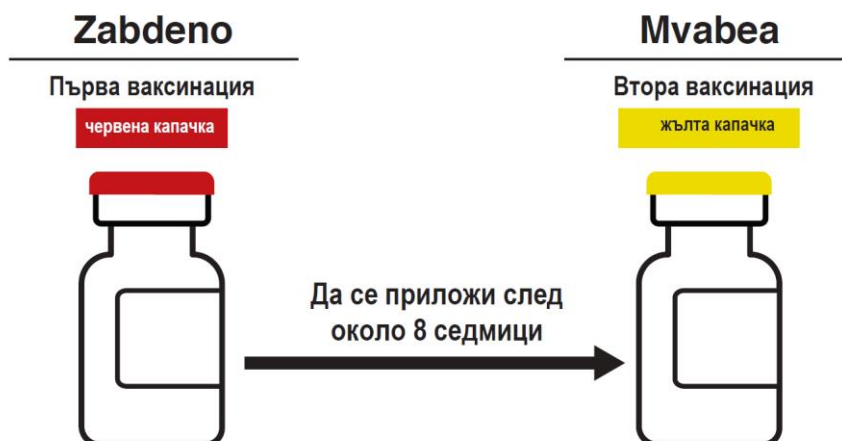 Zabdeno
Mvabea
Първа ваксинация
Втора ваксинация
червена капачка
жълта капачка
Да се приложи след
около 8 седмици